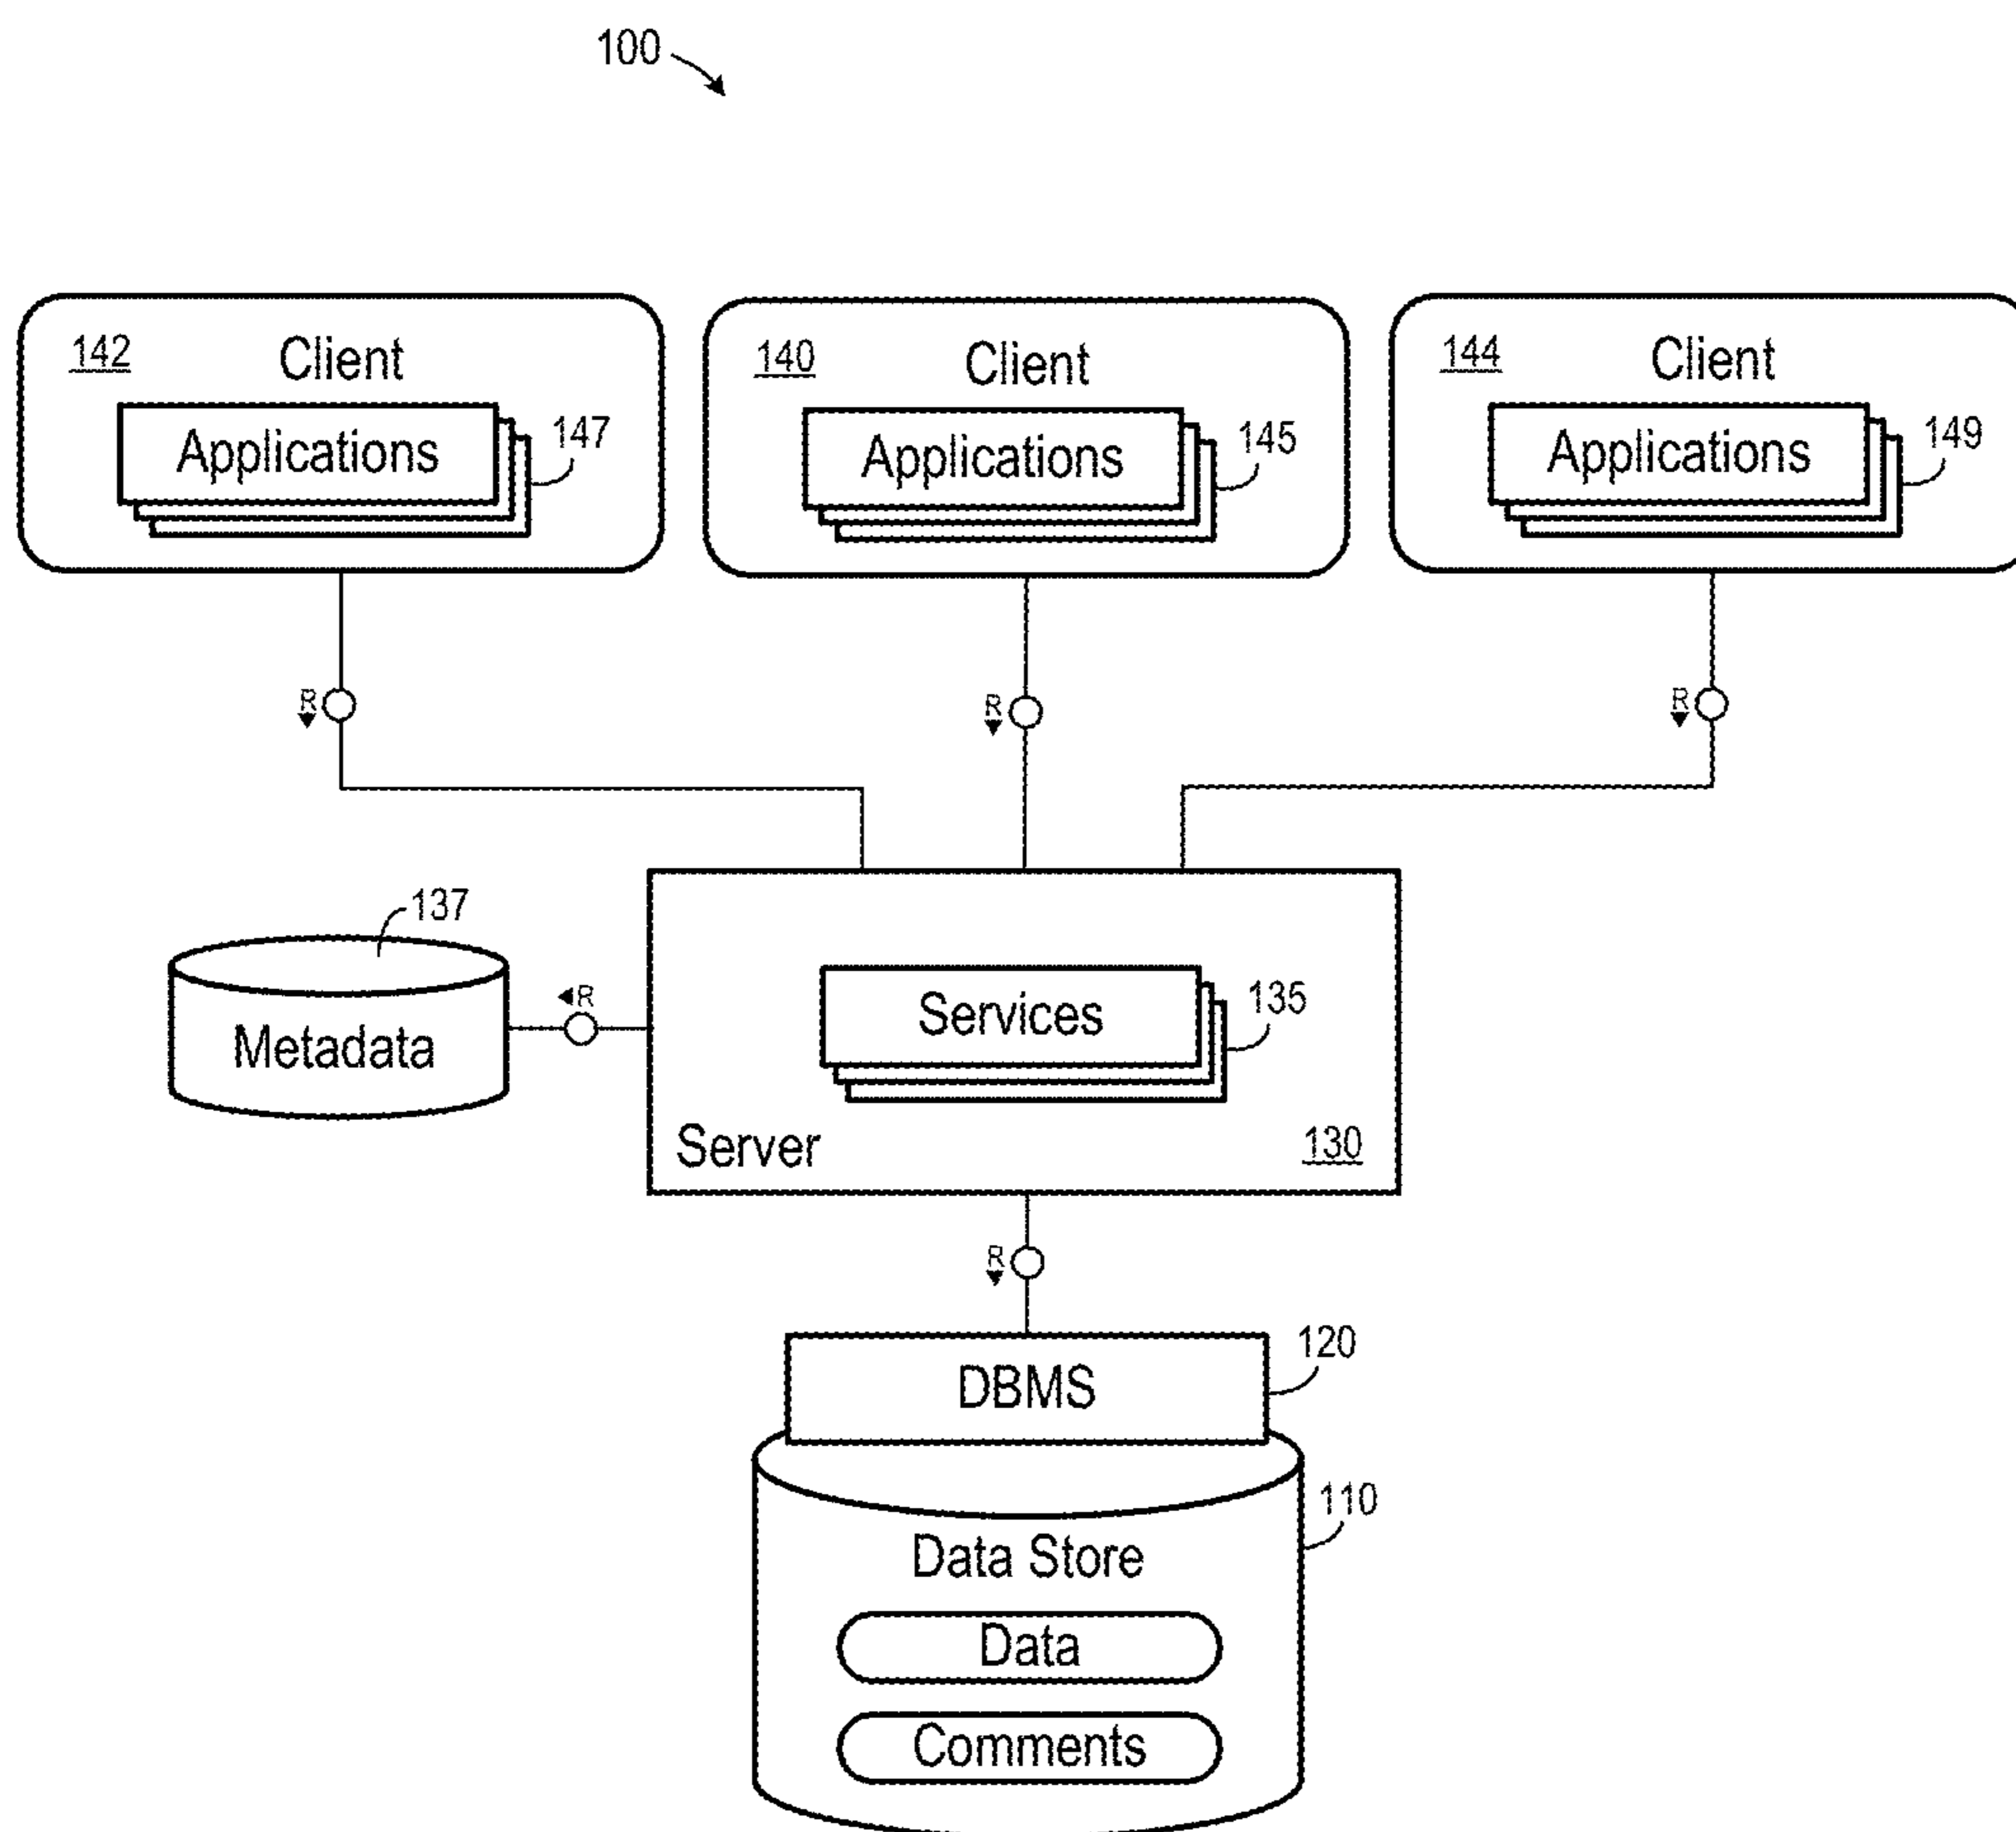 100
142
Client
Applications
147
140
Client
Applications
145
144
Client
Applications
149
R
R
R
137
Metadata
R
Services
135
Server
130
R
DBMS
120
110
Data Store
Data
Comments